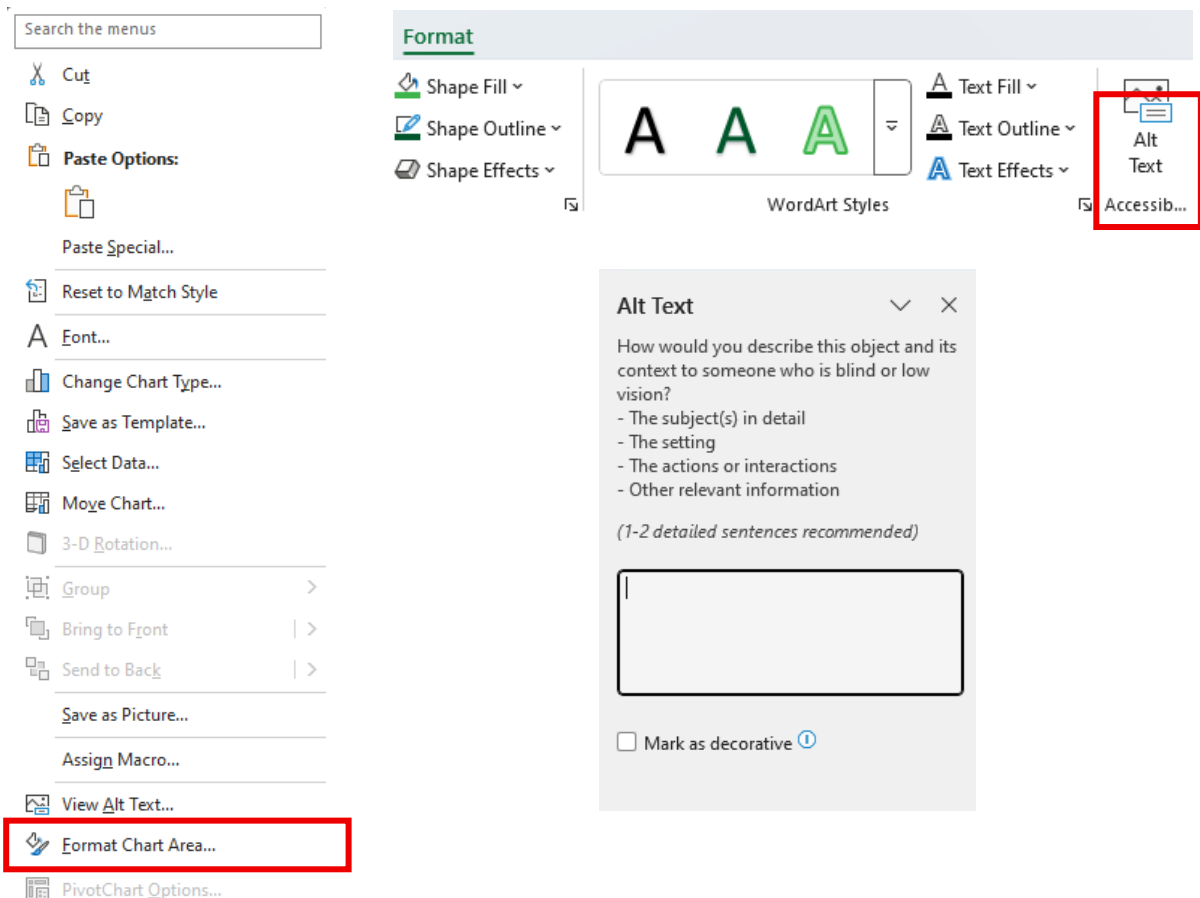 Search the menus
Cut
Copy
Paste Options:
Paste Special...
Reset to Match Style
Font...
Change Chart Type...
Save as Template...
Select Data...
Move Chart...
3-D Rotation...
Group
Bring to Front
Send to Back
Save as Picture...
Assign Macro...
View Alt Text...
Format Chart Area...
PivotChart Options...
Format
Shape Fill
Shape Outline
Shape Effects
A A A
WordArt Styles
Text Fill
Text Outline
Text Effects
Alt
Text
Accessib...
Alt Text
How would you describe this object and its
context to someone who is blind or low
vision?
- The subject(s) in detail
- The setting
- The actions or interactions
- Other relevant information
(1-2 detailed sentences recommended)
Mark as decorative